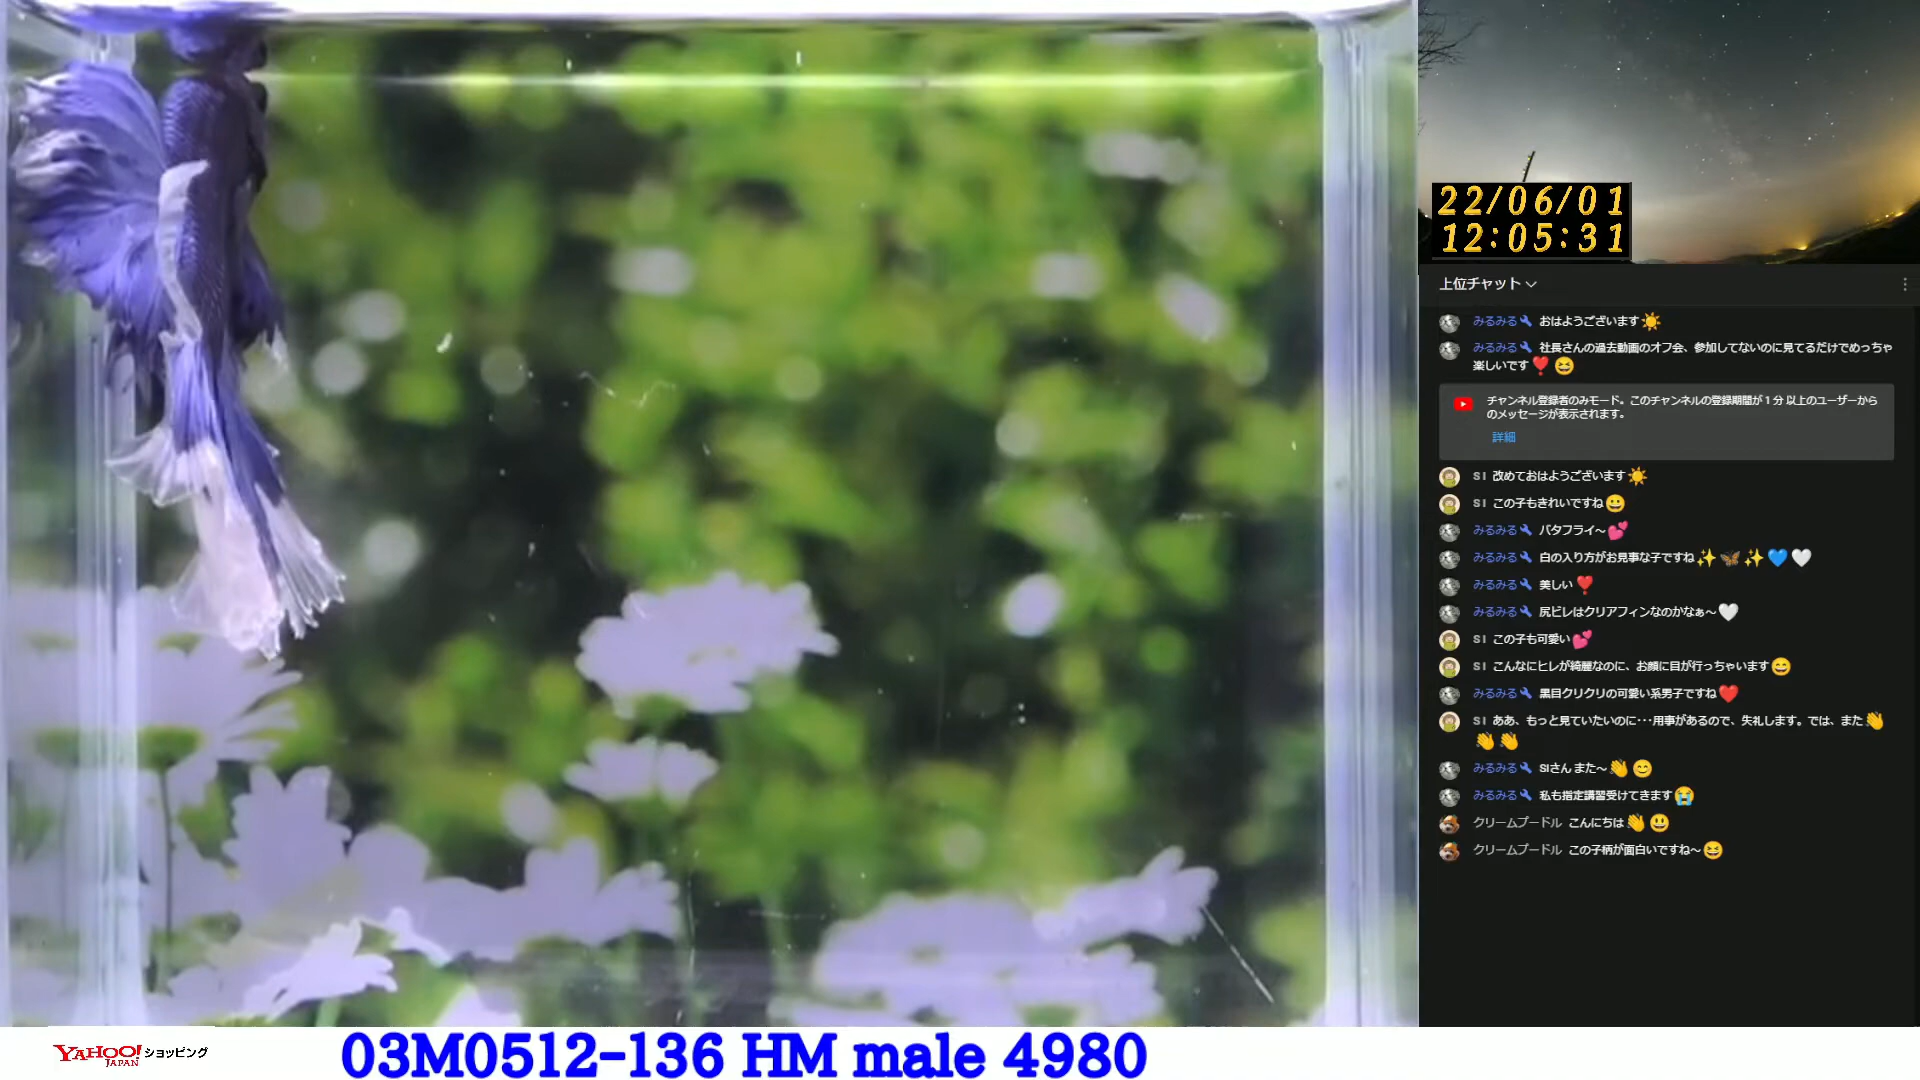 22/06/01
12:05:31
上位チャット
みるみる おはようございます☀
みるみる 社長さんの過去動画のオフ会、参加してないのに見てるだけでめっちゃ
楽しいです❣😆
チャンネル登録者のみモード。このチャンネルの登録期間が 1 分 以上のユーザーから
のメッセージが表示されます。
詳細
S I 改めておはようございます☀
S I この子もきれいですね😀
みるみる バタフライ〜💕
みるみる 白の入り方がお見事な子ですね✨🦋✨💙🤍
みるみる 美しい❣
みるみる 尻ビレはクリアフィンなのかなぁ〜🤍
S I この子も可愛い💕
S I こんなにヒレが綺麗なのに、お顔に目が行っちゃいます😄
みるみる 黒目クリクリの可愛い系男子ですね❤
S I ああ、もっと見ていたいのに･･･用事があるので、失礼します。では、また👋
👋👋
みるみる SIさん また〜👋😊
みるみる 私も指定講習受けてきます😭
クリームプードル こんにちは👋😃
クリームプードル この子柄が面白いですね〜😆
YAHOO! JAPAN ショッピング
03M0512-136 HM male 4980